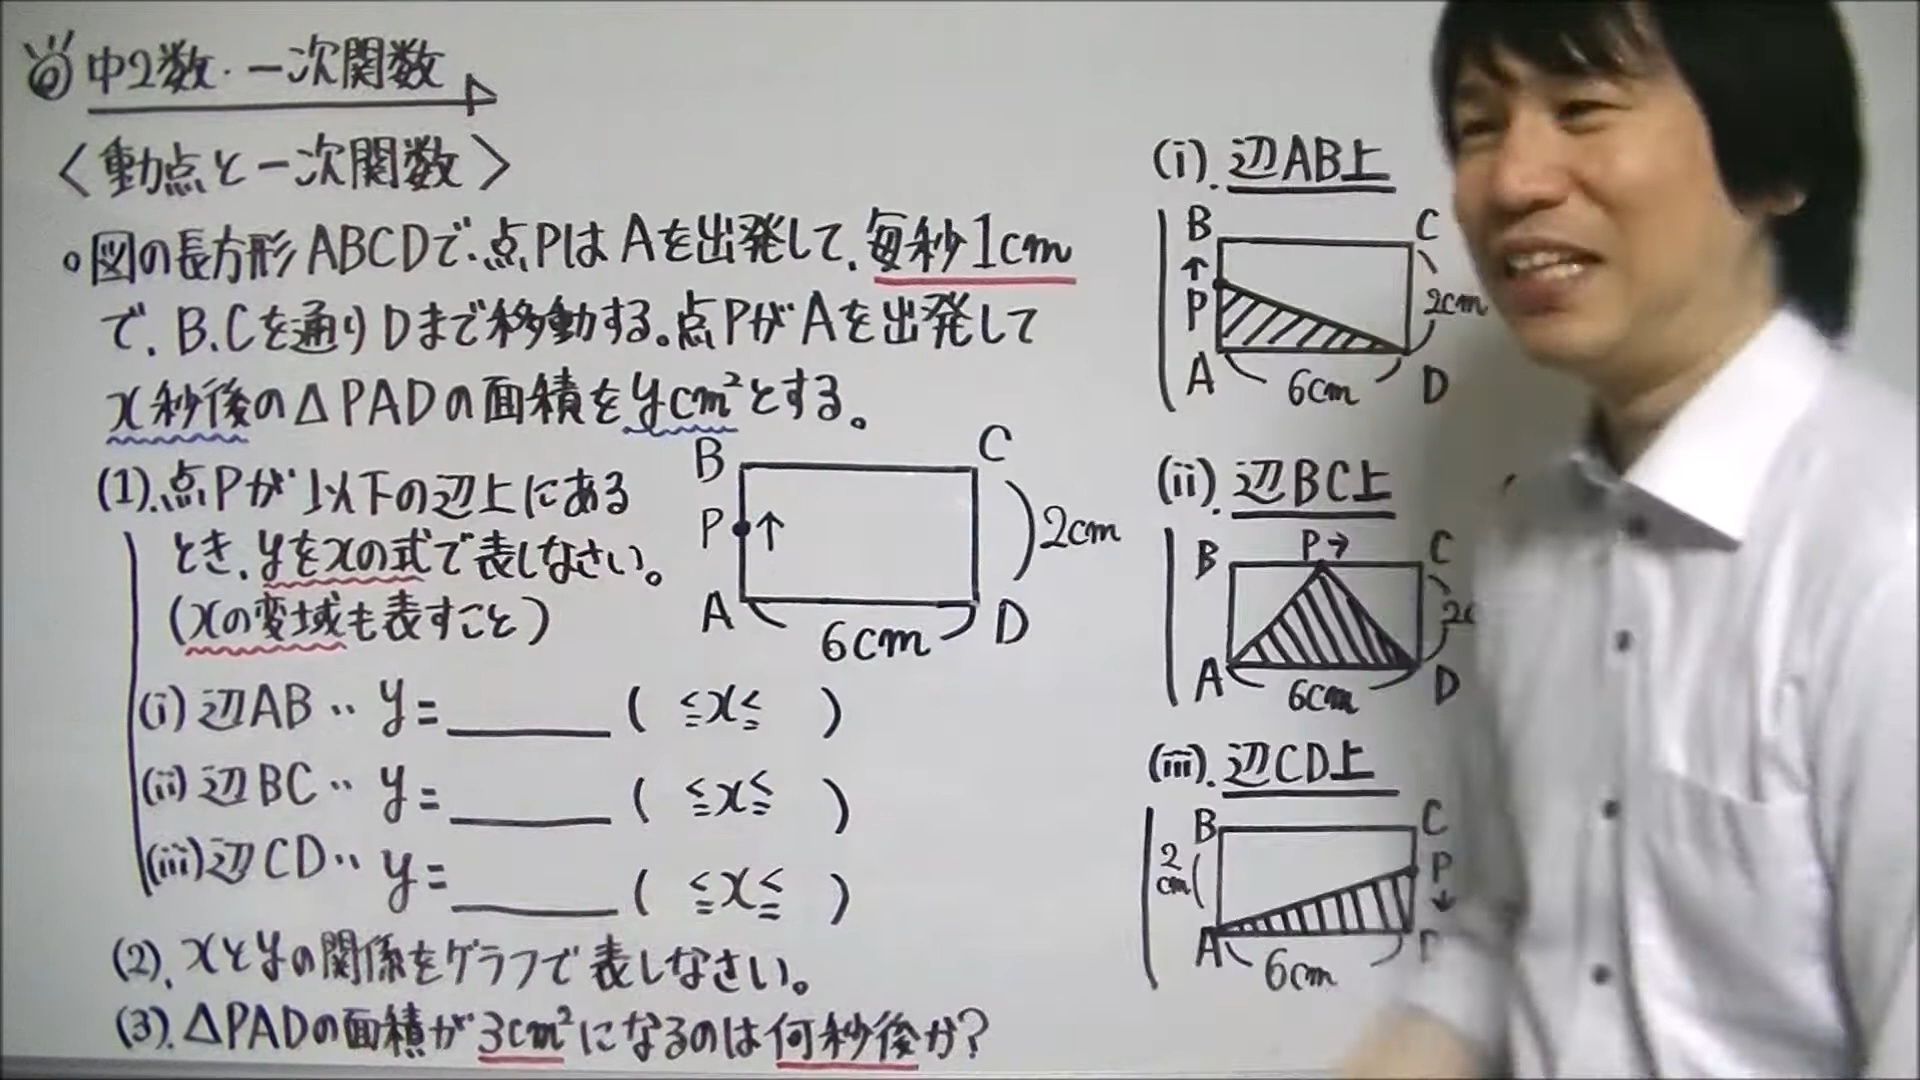 中2数・一次関数
〈動点と一次関数〉
○図の長方形ABCDで、点PはAを出発して、毎秒1cm
で、B、Cを通りDまで移動する。点PがAを出発して
x秒後の△PADの面積をycm²とする。
(1).点Pが以下の辺上にある
とき、yをxの式で表しなさい。
(xの変域も表すこと)
(i)辺AB‥ y=______( ≦x≦ )
(ii)辺BC‥ y=______( ≦x≦ )
(iii)辺CD‥ y=______( ≦x≦ )
(2).xとyの関係をグラフで表しなさい。
(3).△PADの面積が3cm²になるのは何秒後か?
B C
P ↑ 2cm
A 6cm D
(i).辺AB上
B C
↑
P 2cm
A 6cm D
(ii).辺BC上
B P→ C
A 6cm D
(iii).辺CD上
B C
2 P
cm ↓
A 6cm